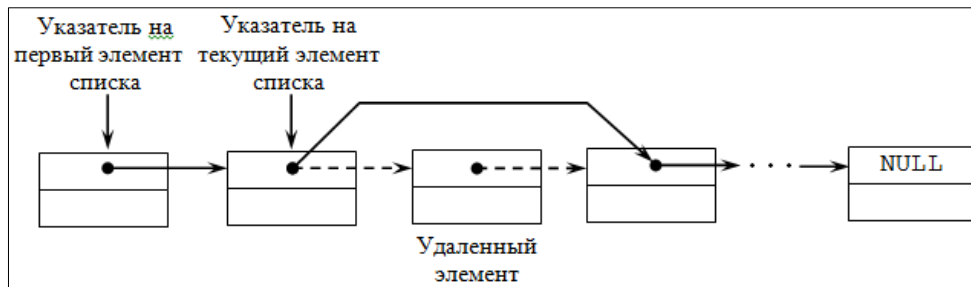 Указатель на
первый элемент
списка
Указатель на
текущий элемент
списка
NULL
Удаленный
элемент